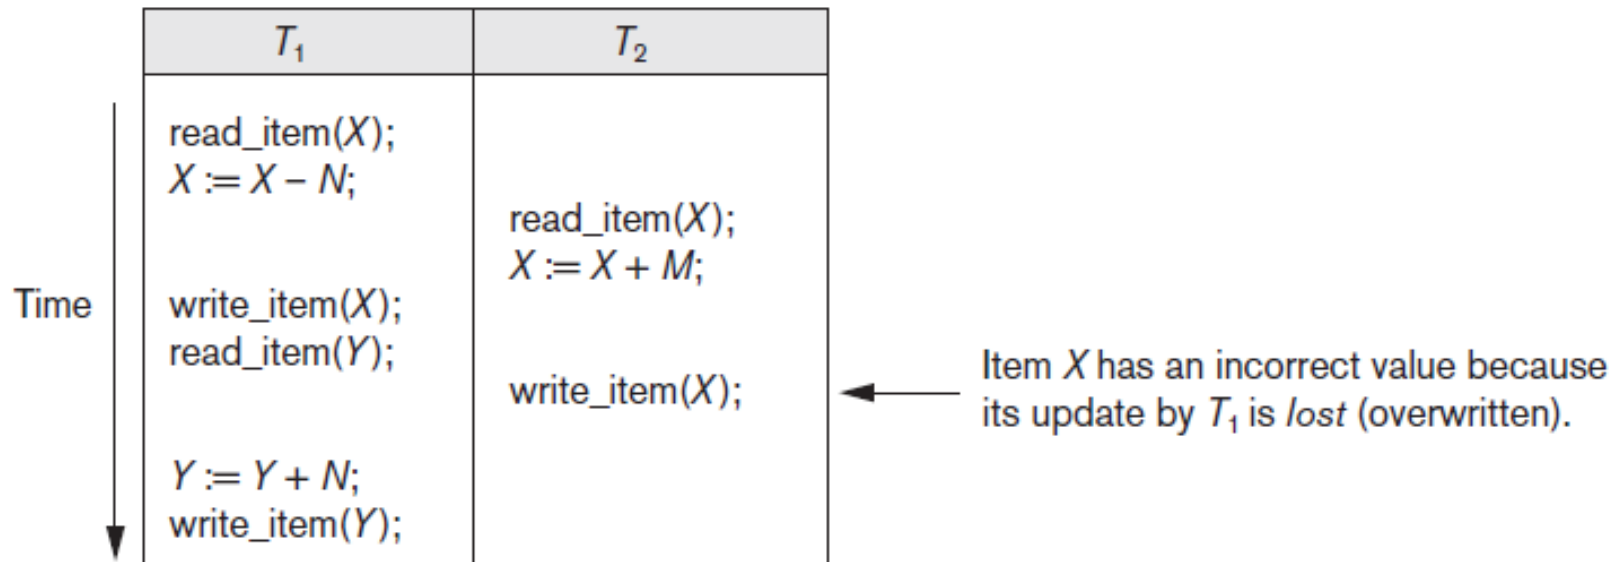 T₁ T₂
read_item(X);
X := X – N;
read_item(X);
X := X + M;
Time
write_item(X);
read_item(Y);
write_item(X);
Item X has an incorrect value because
its update by T₁ is lost (overwritten).
Y := Y + N;
write_item(Y);